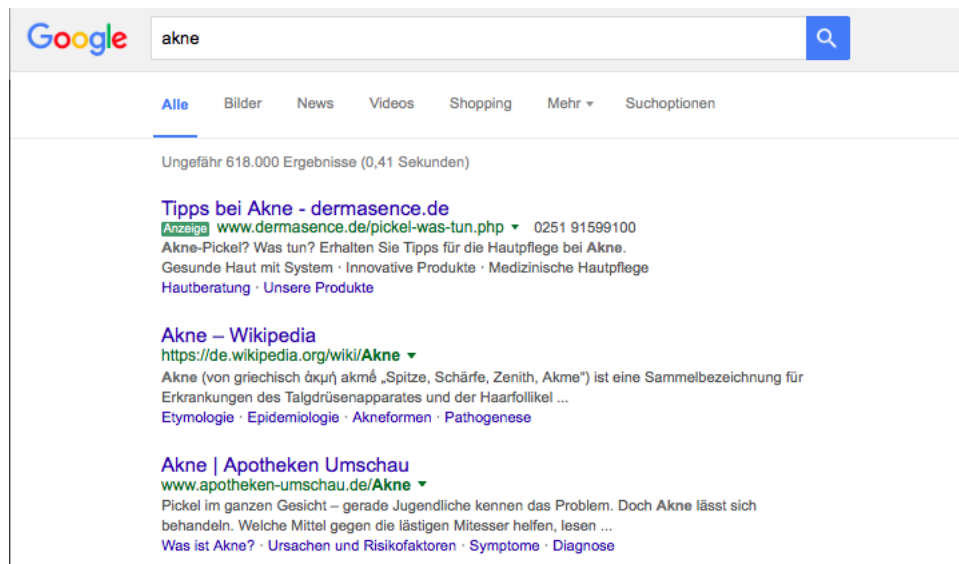 Google akne
Alle Bilder News Videos Shopping Mehr Suchoptionen
Ungefähr 618.000 Ergebnisse (0,41 Sekunden)
Tipps bei Akne - dermasence.de
Anzeige www.dermasence.de/pickel-was-tun.php 0251 91599100
Akne-Pickel? Was tun? Erhalten Sie Tipps für die Hautpflege bei Akne.
Gesunde Haut mit System · Innovative Produkte · Medizinische Hautpflege
Hautberatung · Unsere Produkte
Akne – Wikipedia
https://de.wikipedia.org/wiki/Akne
Akne (von griechisch ἀκμή akmḗ „Spitze, Schärfe, Zenith, Akme“) ist eine Sammelbezeichnung für
Erkrankungen des Talgdrüsenapparates und der Haarfollikel ...
Etymologie · Epidemiologie · Akneformen · Pathogenese
Akne | Apotheken Umschau
www.apotheken-umschau.de/Akne
Pickel im ganzen Gesicht – gerade Jugendliche kennen das Problem. Doch Akne lässt sich
behandeln. Welche Mittel gegen die lästigen Mitesser helfen, lesen ...
Was ist Akne? · Ursachen und Risikofaktoren · Symptome · Diagnose